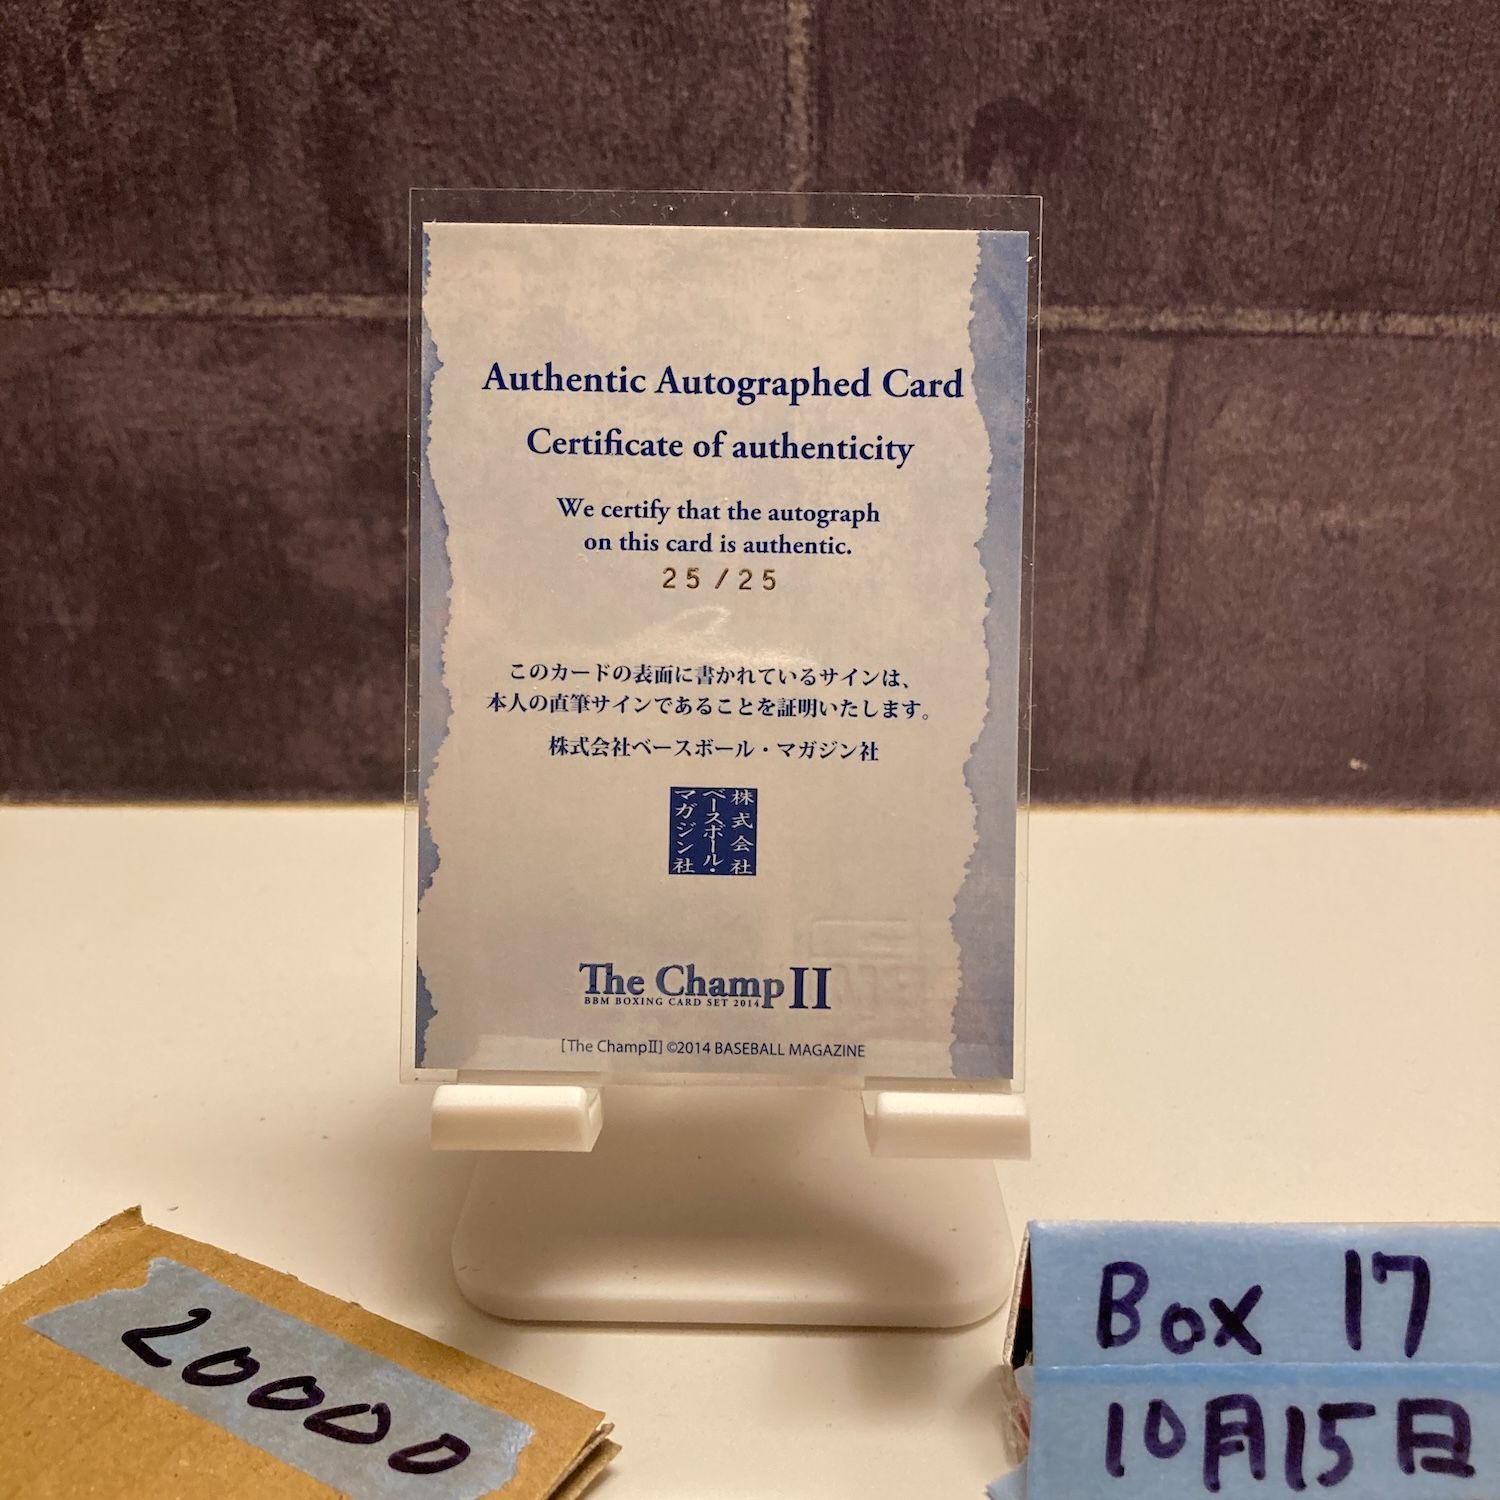 Authentic Autographed Card
Certificate of authenticity
We certify that the autograph
on this card is authentic.
25/25
このカードの表面に書かれているサインは、
本人の直筆サインであることを証明いたします。
株式会社ベースボール・マガジン社
株式会社
ベースボール・
マガジン社
The Champ II
BBM BOXING CARD SET 2014
[The ChampⅡ] ©2014 BASEBALL MAGAZINE
20000
Box 17
10月15日